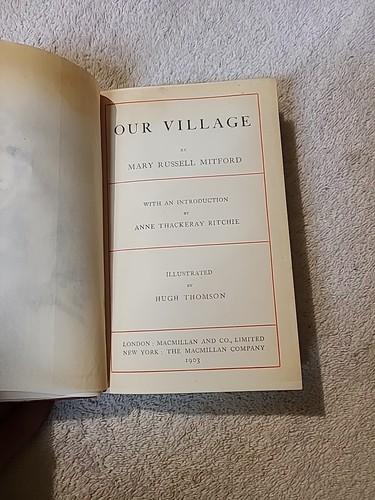 OUR VILLAGE
BY
MARY RUSSELL MITFORD
WITH AN INTRODUCTION
BY
ANNE THACKERAY RITCHIE
ILLUSTRATED
BY
HUGH THOMSON
LONDON: MACMILLAN AND CO., LIMITED
NEW YORK: THE MACMILLAN COMPANY
1903